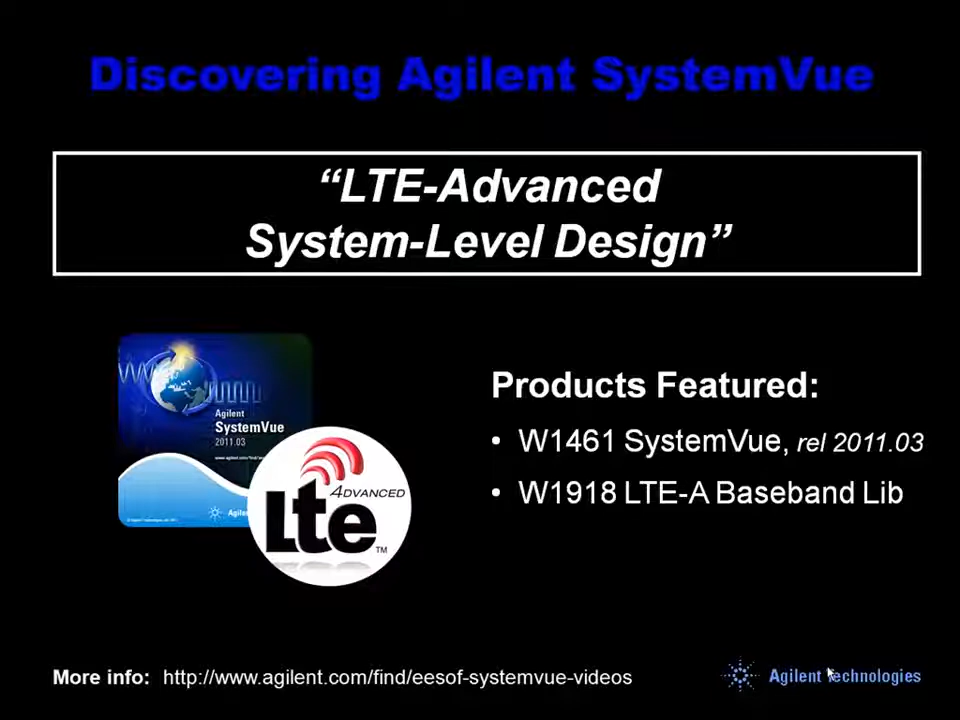 Discovering Agilent SystemVue
“LTE-Advanced
System-Level Design”
Agilent
SystemVue
2011.03
Products Featured:
• W1461 SystemVue, rel 2011.03
• W1918 LTE-A Baseband Lib
4DVANCED
Lte™
More info: http://www.agilent.com/find/eesof-systemvue-videos
Agilent Technologies